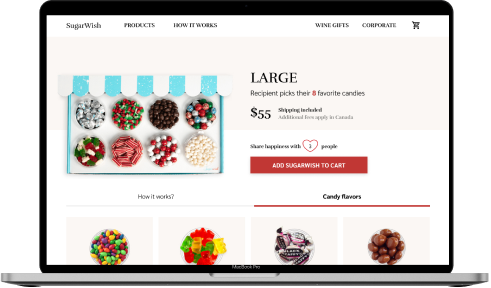 SugarWish PRODUCTS HOW IT WORKS WINE GIFTS CORPORATE
LARGE
Recipient picks their 8 favorite candies
$55 Shipping included
Additional fees apply to Canada
Share happiness with 2 people
ADD SUGARWISH TO CART
How it works? Candy flavors
MacBook Pro